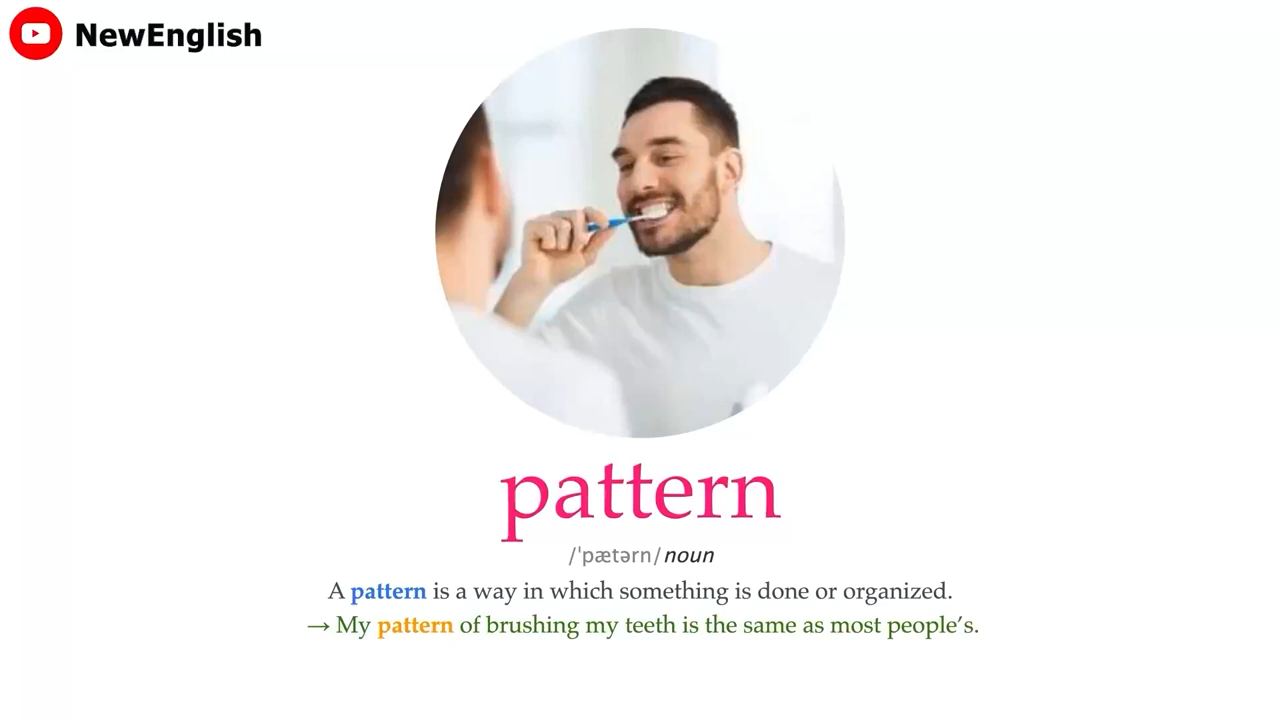 NewEnglish
pattern
/ˈpætərn/ noun
A pattern is a way in which something is done or organized.
→ My pattern of brushing my teeth is the same as most people’s.